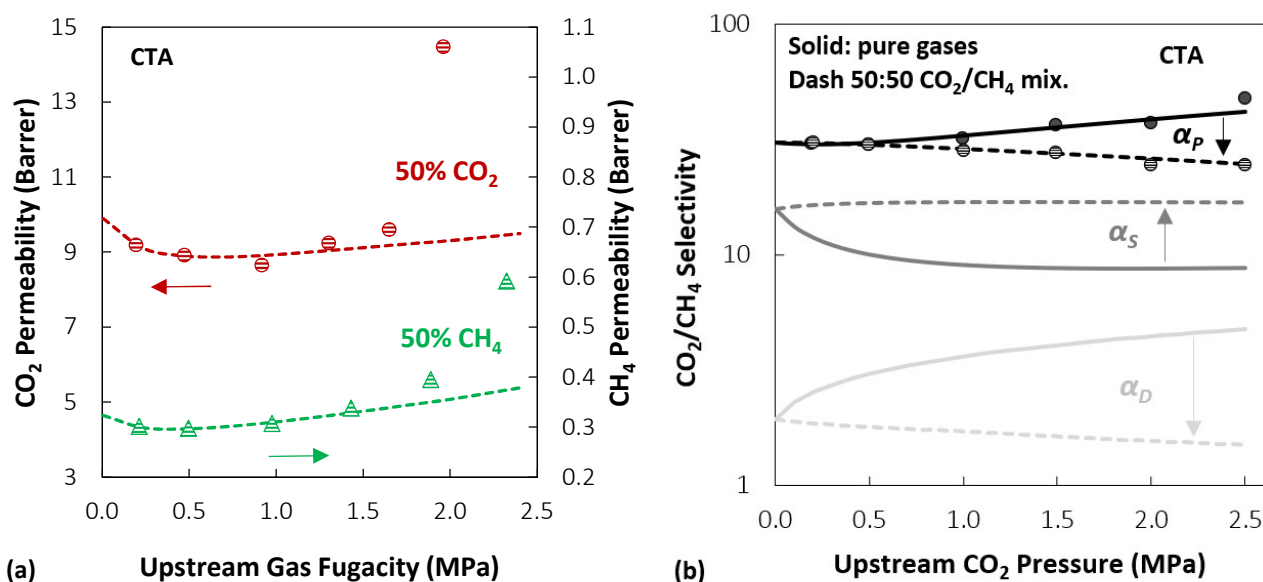 CTA
50% CO2
50% CH4
CO2 Permeability (Barrer)
15
13
11
9
7
5
3
CH4 Permeability (Barrer)
1.1
1.0
0.9
0.8
0.7
0.6
0.5
0.4
0.3
0.2
0.0 0.5 1.0 1.5 2.0 2.5
(a) Upstream Gas Fugacity (MPa)
Solid: pure gases
Dash 50:50 CO2/CH4 mix.
CTA
αP
αS
αD
CO2/CH4 Selectivity
100
10
1
0.0 0.5 1.0 1.5 2.0 2.5
(b) Upstream CO2 Pressure (MPa)